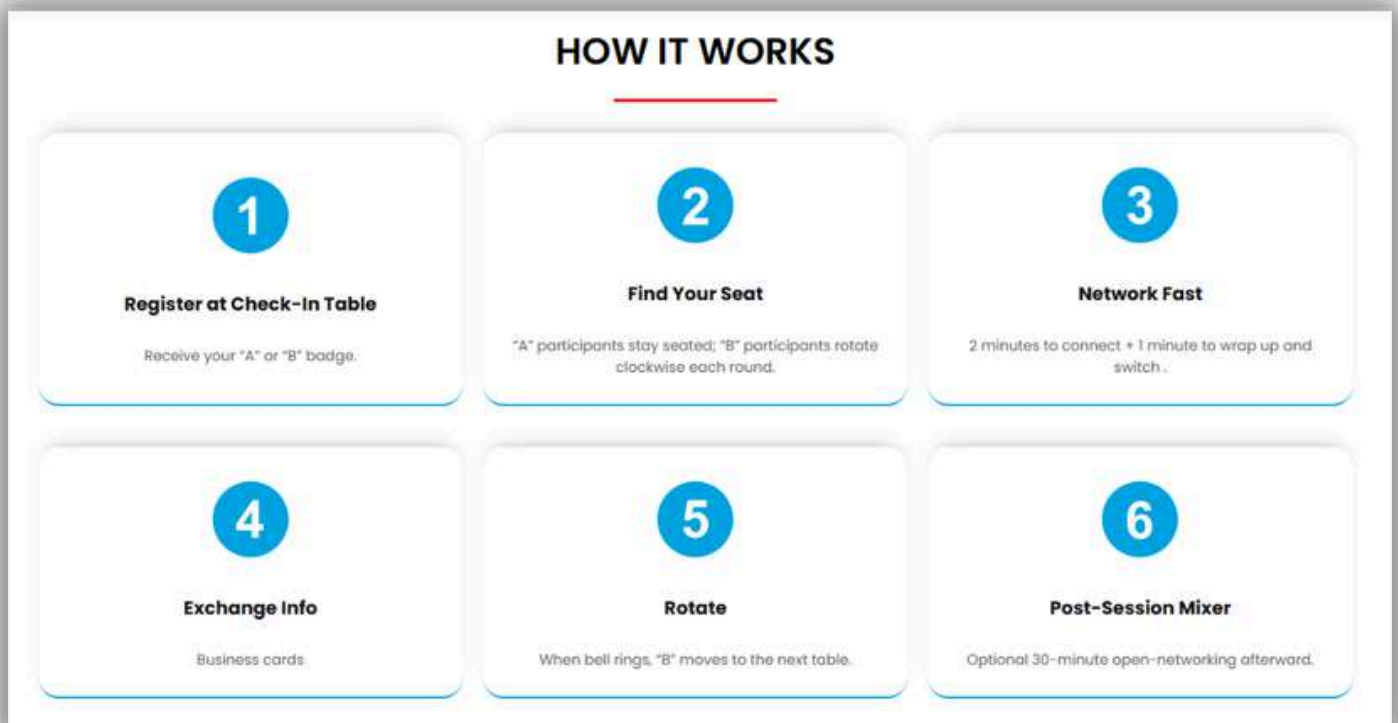 HOW IT WORKS
1
Register at Check-In Table
Receive your “A” or “B” badge.
2
Find Your Seat
“A” participants stay seated; “B” participants rotate
clockwise each round.
3
Network Fast
2 minutes to connect + 1 minute to wrap up and
switch .
4
Exchange Info
Business cards
5
Rotate
When bell rings, “B” moves to the next table.
6
Post-Session Mixer
Optional 30-minute open-networking afterward.